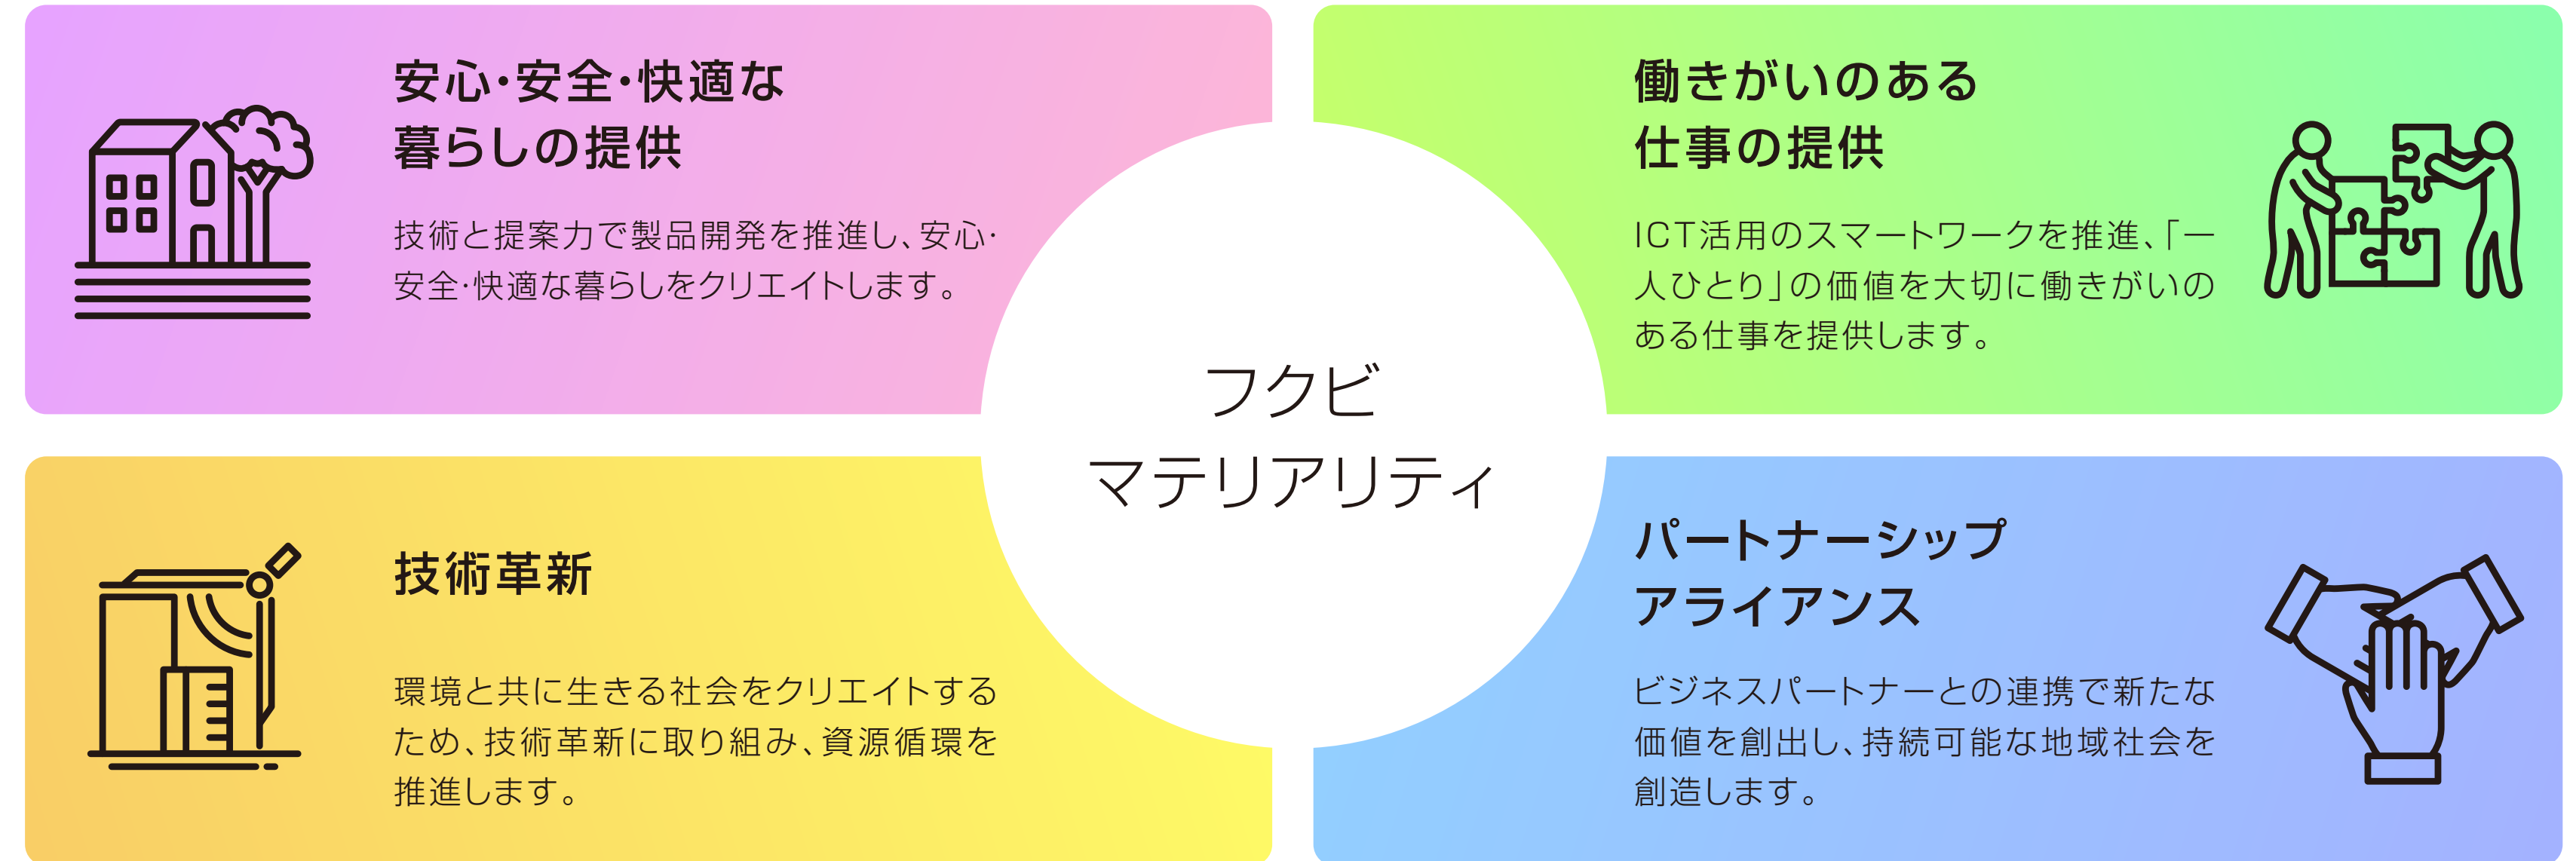 安心・安全・快適な
暮らしの提供
技術と提案力で製品開発を推進し、安心・
安全・快適な暮らしをクリエイトします。
働きがいのある
仕事の提供
ICT活用のスマートワークを推進、「一
人ひとり」の価値を大切に働きがいの
ある仕事を提供します。
フクビ
マテリアリティ
技術革新
環境と共に生きる社会をクリエイトする
ため、技術革新に取り組み、資源循環を
推進します。
パートナーシップ
アライアンス
ビジネスパートナーとの連携で新たな
価値を創出し、持続可能な地域社会を
創造します。